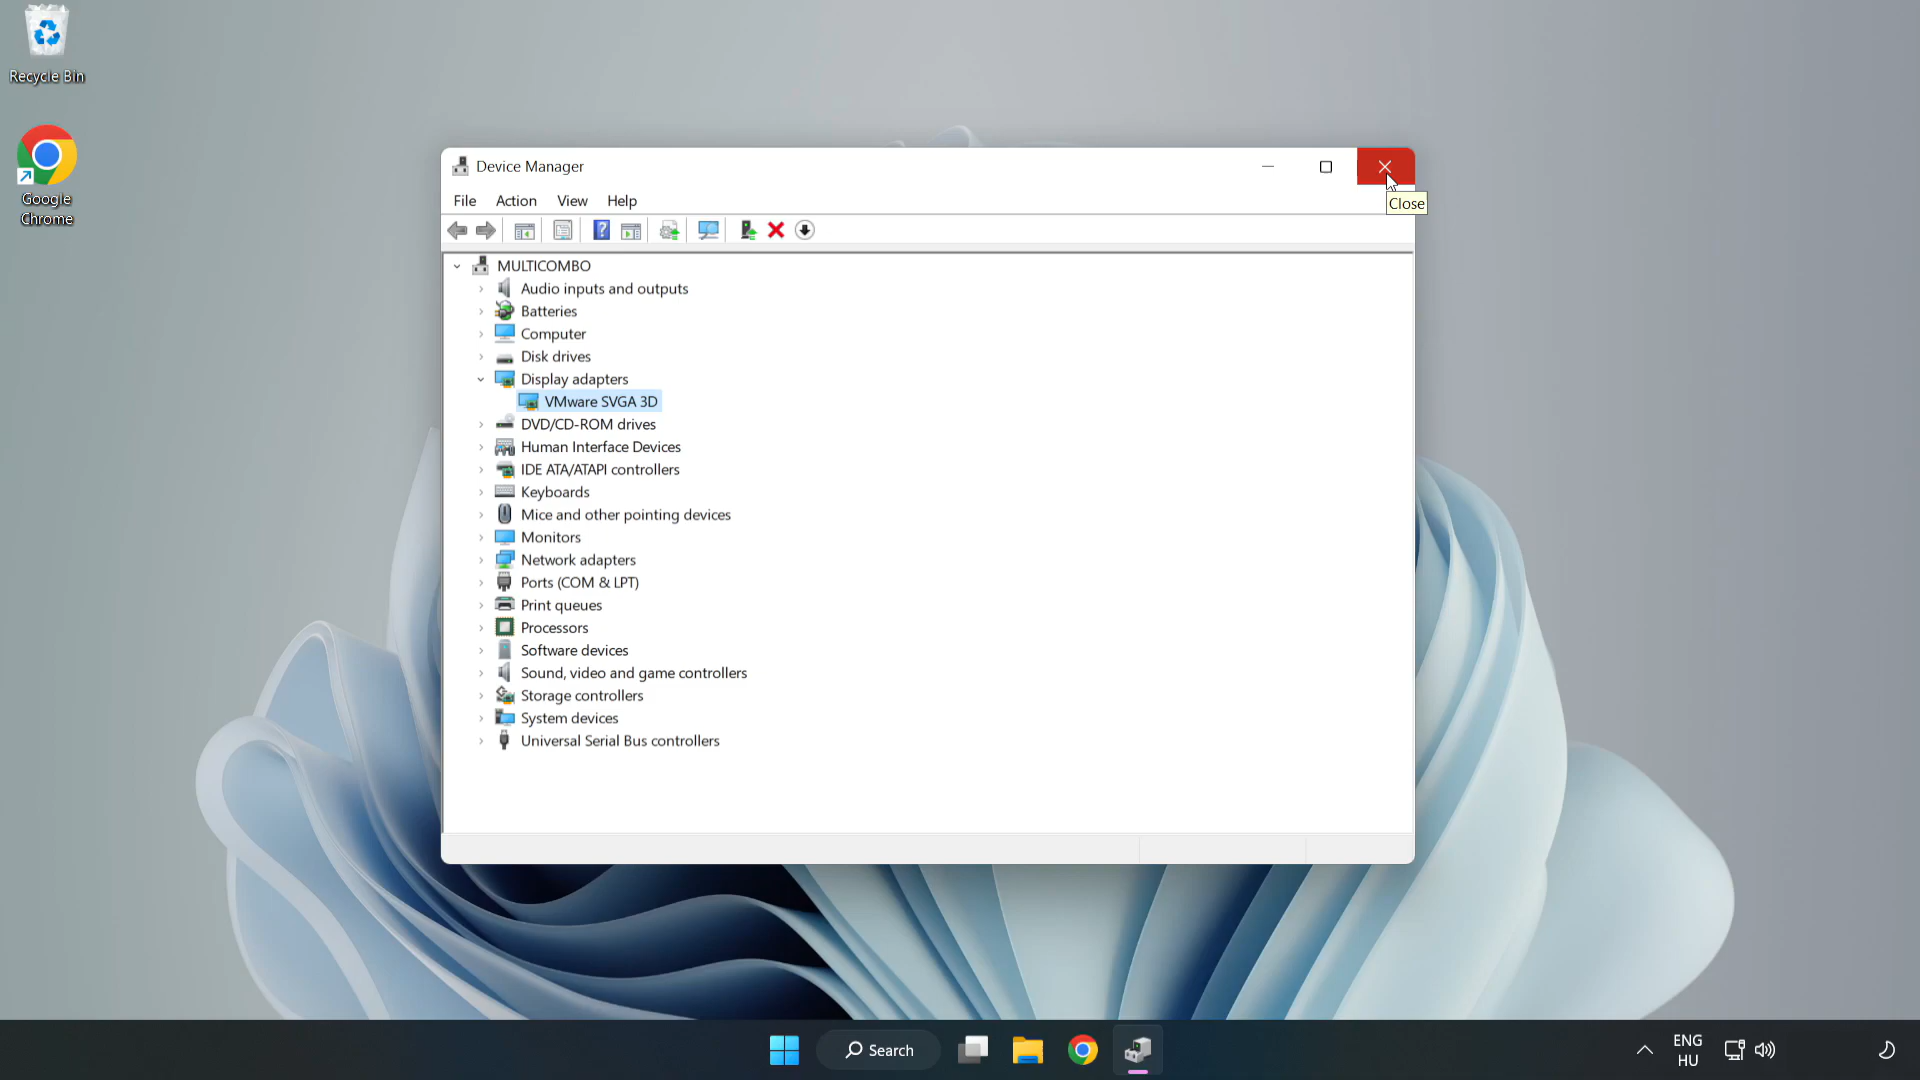 Recycle Bin
Google
Chrome
Device Manager
File Action View Help
Close
MULTICOMBO
Audio inputs and outputs
Batteries
Computer
Disk drives
Display adapters
VMware SVGA 3D
DVD/CD-ROM drives
Human Interface Devices
IDE ATA/ATAPI controllers
Keyboards
Mice and other pointing devices
Monitors
Network adapters
Ports (COM & LPT)
Print queues
Processors
Software devices
Sound, video and game controllers
Storage controllers
System devices
Universal Serial Bus controllers
Search
ENG
HU